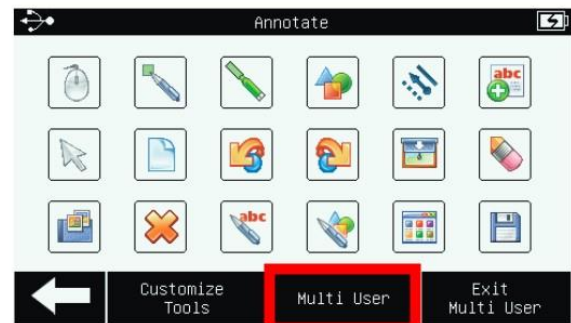 Annotate
abc
abc
Customize
Tools
Multi User
Exit
Multi User